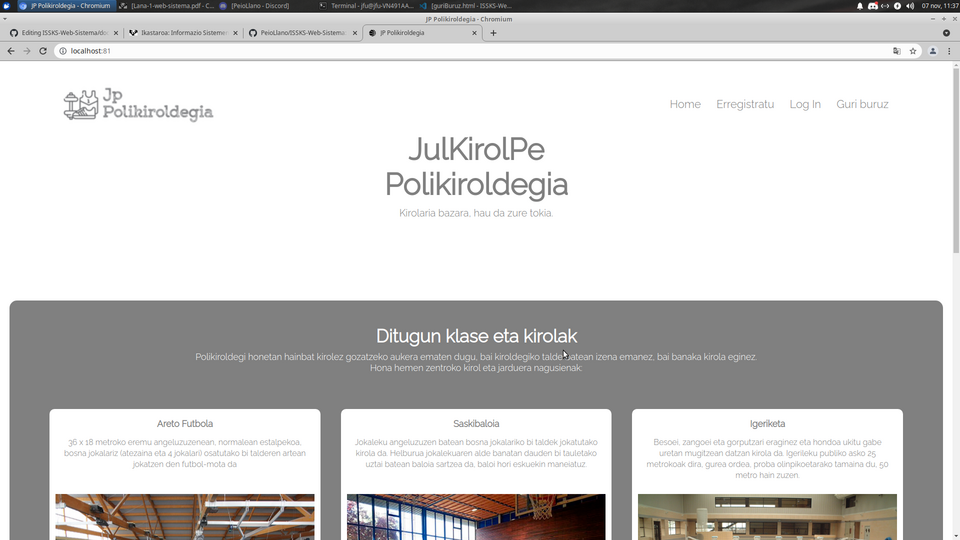 JP Polikiroldegia - Chromium
[Lana-1-web-sistema.pdf - C...
[PeioLlano - Discord]
Terminal - jfu@jfu-VN491AA...
[guriBuruz.html - ISSKS-We...
07 nov, 11:37
JP Polikiroldegia - Chromium
Editing ISSKS-Web-Sistema/do
Ikastaroa: Informazio Sisteme
PeioLlano/ISSKS-Web-Sistema
JP Polikiroldegia
localhost:81
Jp
Polikiroldegia
Home
Erregistratu
Log In
Guri buruz
JulKirolPe
Polikiroldegia
Kirolaria bazara, hau da zure tokia.
Ditugun klase eta kirolak
Polikiroldegi honetan hainbat kirolez gozatzeko aukera ematen dugu, bai kiroldegiko talde batean izena emanez, bai banaka kirola eginez.
Hona hemen zentroko kirol eta jarduera nagusienak:
Areto Futbola
36 x 18 metroko eremu angeluzuzenean, normalean estalpekoa,
bosna jokalariz (atezaina eta 4 jokalari) osatutako bi talderen artean
jokatzen den futbol-mota da
Saskibaloia
Jokaleku angeluzuzen batean bosna jokalariko bi taldek jokatutako
kirola da. Helburua jokalekuaren alde banatan dauden bi tauletako
uztai batean baloia sartzea da, baloi hori eskuekin maneiatuz.
Igeriketa
Besoei, zangoei eta gorputzari eraginez eta hondoa ukitu gabe
uretan mugitzean datzan kirola da. Igerileku publiko asko 25
metrokoak dira, gurea ordea, proba olinpikoetarako tamaina du, 50
metro hain zuzen.